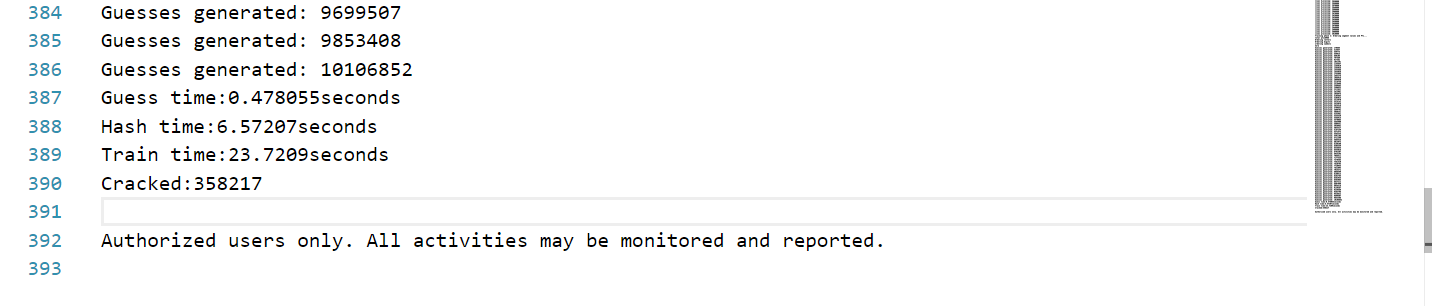 384 Guesses generated: 9699507
385 Guesses generated: 9853408
386 Guesses generated: 10106852
387 Guess time:0.478055seconds
388 Hash time:6.57207seconds
389 Train time:23.7209seconds
390 Cracked:358217
391
392 Authorized users only. All activities may be monitored and reported.
393